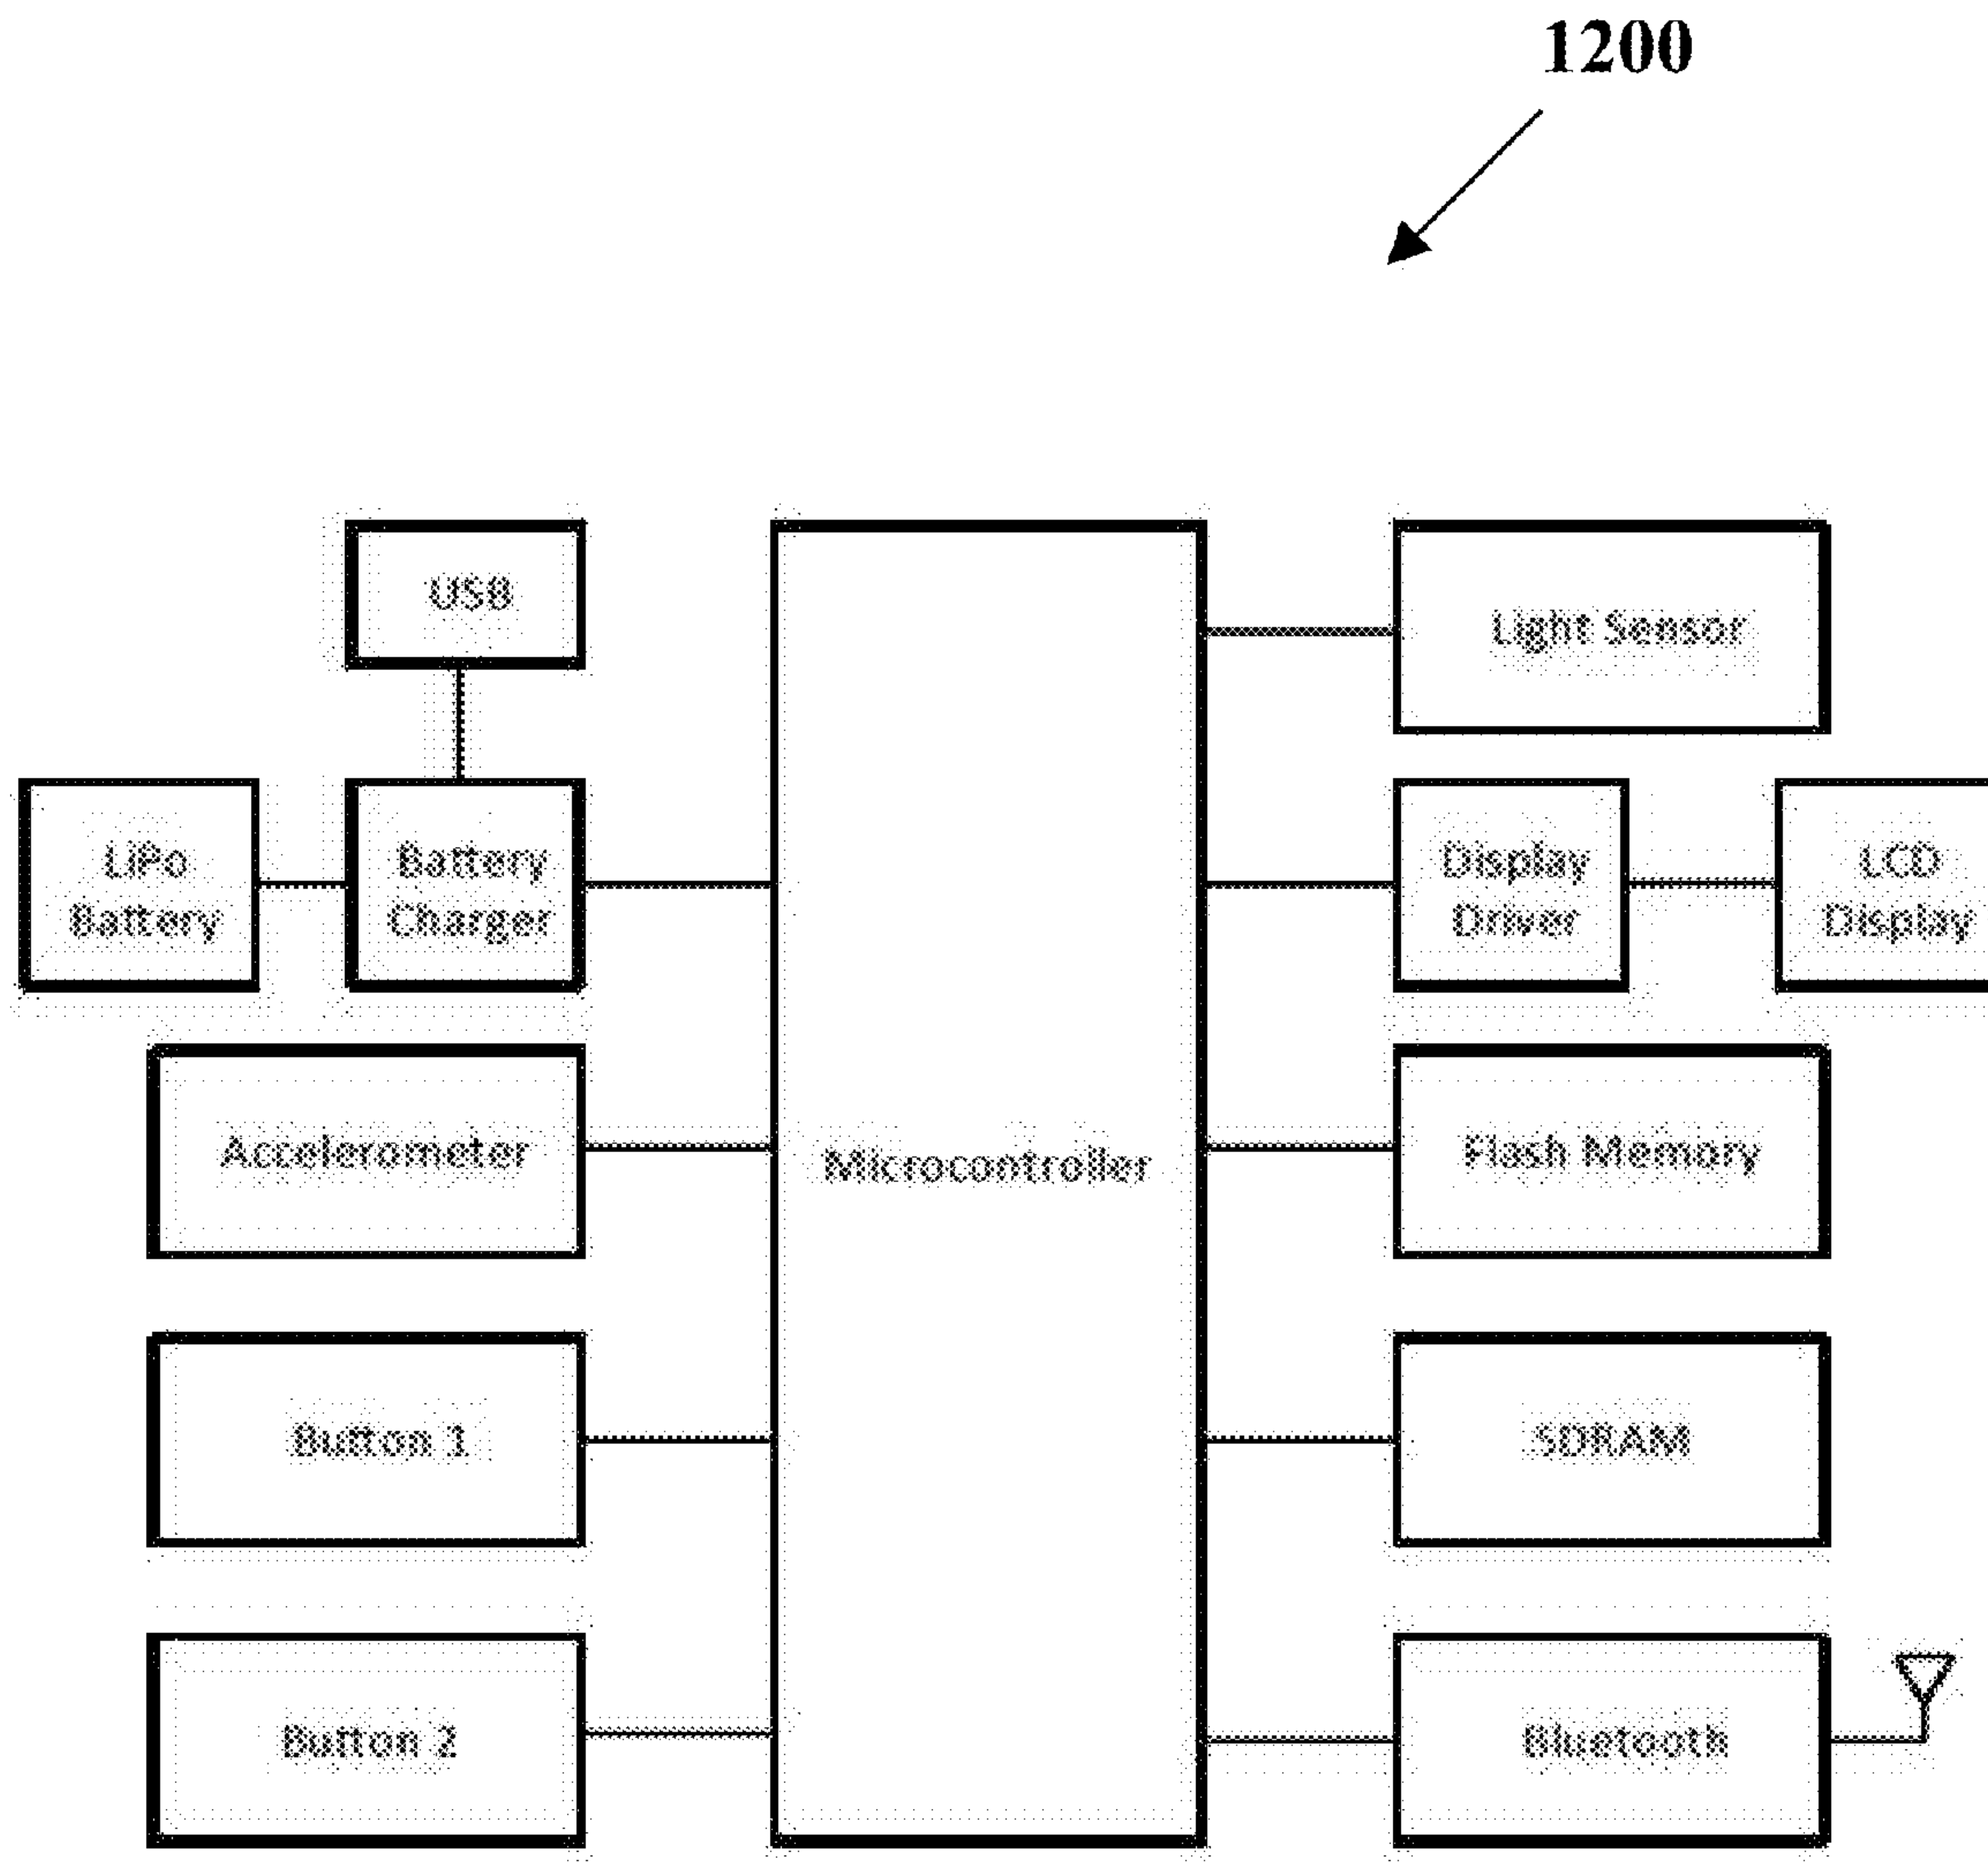 1200
USB
Light Sensor
LiPo
Battery
Battery
Charger
Display
Driver
LCD
Display
Accelerometer
Microcontroller
Flash Memory
Button 1
SDRAM
Button 2
Bluetooth